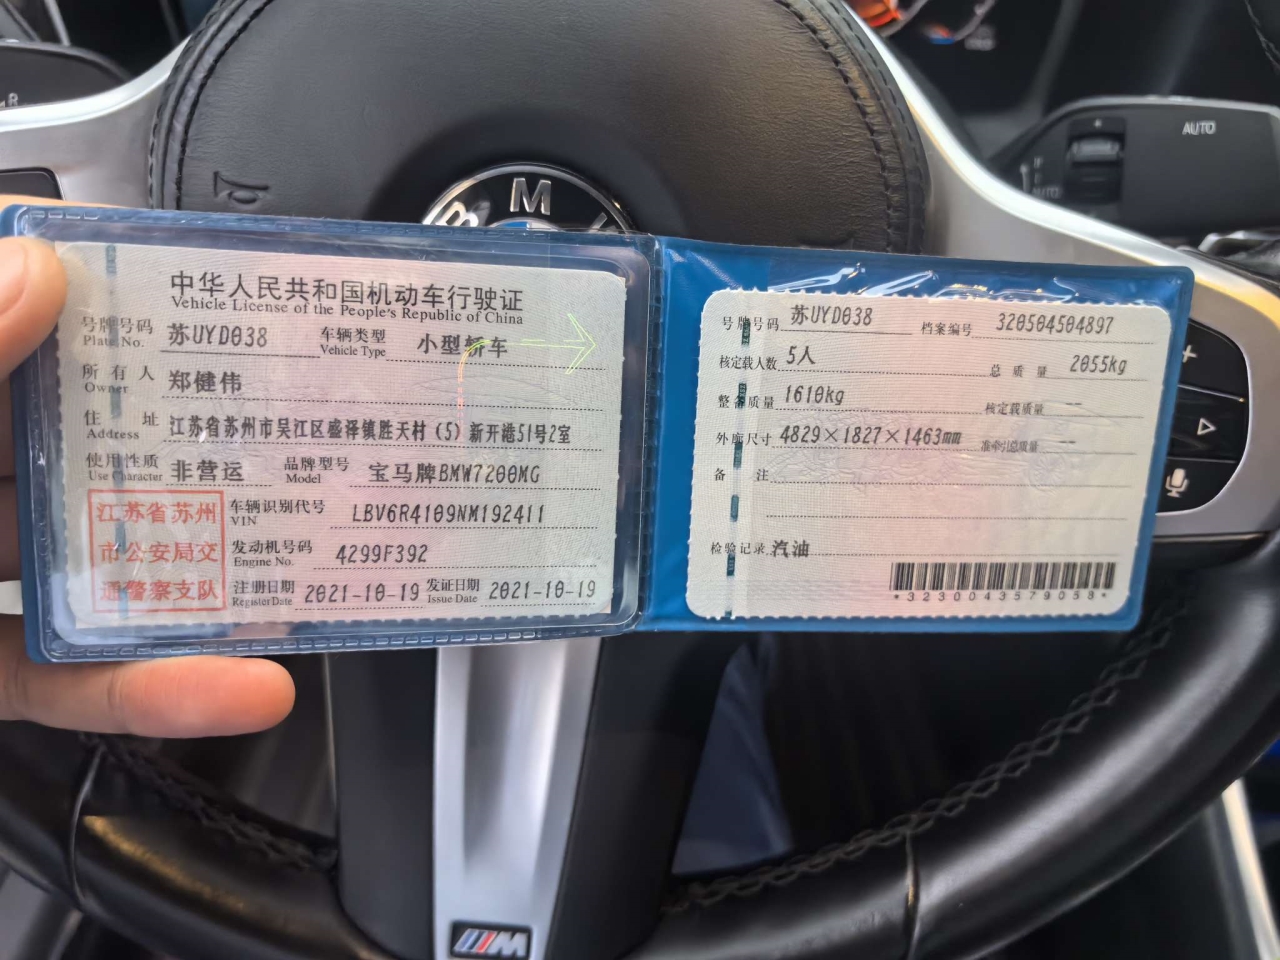 R
AUTO
AUTO
BM
中华人民共和国机动车行驶证
Vehicle License of the People's Republic of China
号牌号码 苏UYD038 车辆类型 小型轿车
Plate No. Vehicle Type
所有人 郑健伟
Owner
住址 江苏省苏州市吴江区盛泽镇胜天村(5)新开港51号2室
Address
使用性质 非营运 品牌型号 宝马牌BMW7200MG
Use Character Model
江苏省苏州
市公安局交
通警察支队
车辆识别代号 LBV6R4109NM192411
VIN
发动机号码 4299F392
Engine No.
注册日期 2021-10-19 发证日期 2021-10-19
Register Date Issue Date
号牌号码 苏UYD038 档案编号 320504504897
核定载人数 5人 总质量 2055kg
整备质量 1610kg 核定载质量 --
外廓尺寸 4829×1827×1463mm 准牵引总质量 --
备注
检验记录 汽油
*3230043579058*
M